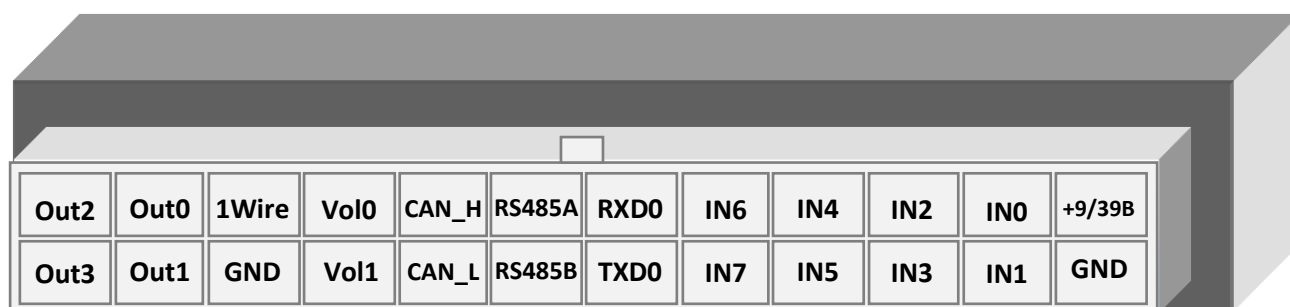 Out2 Out0 1Wire Vol0 CAN_H RS485A RXD0 IN6 IN4 IN2 IN0 +9/39B
Out3 Out1 GND Vol1 CAN_L RS485B TXD0 IN7 IN5 IN3 IN1 GND